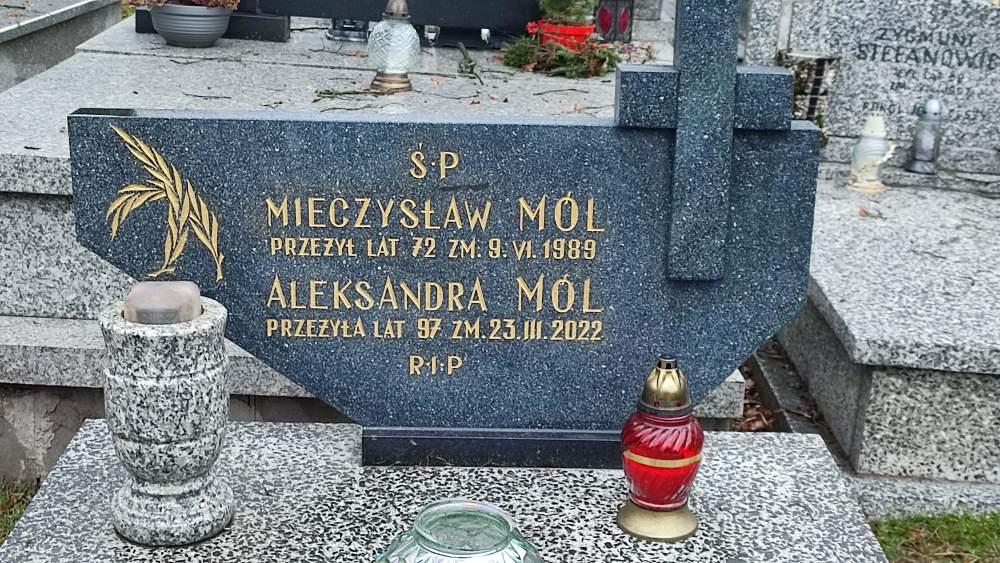 Ś.P
MIECZYSŁAW MÓL
PRZEŻYŁ LAT 72 ZM. 9. VI. 1989
ALEKSANDRA MÓL
PRZEŻYŁA LAT 97 ZM. 23.III.2022
R.I.P
ZYGMUNT